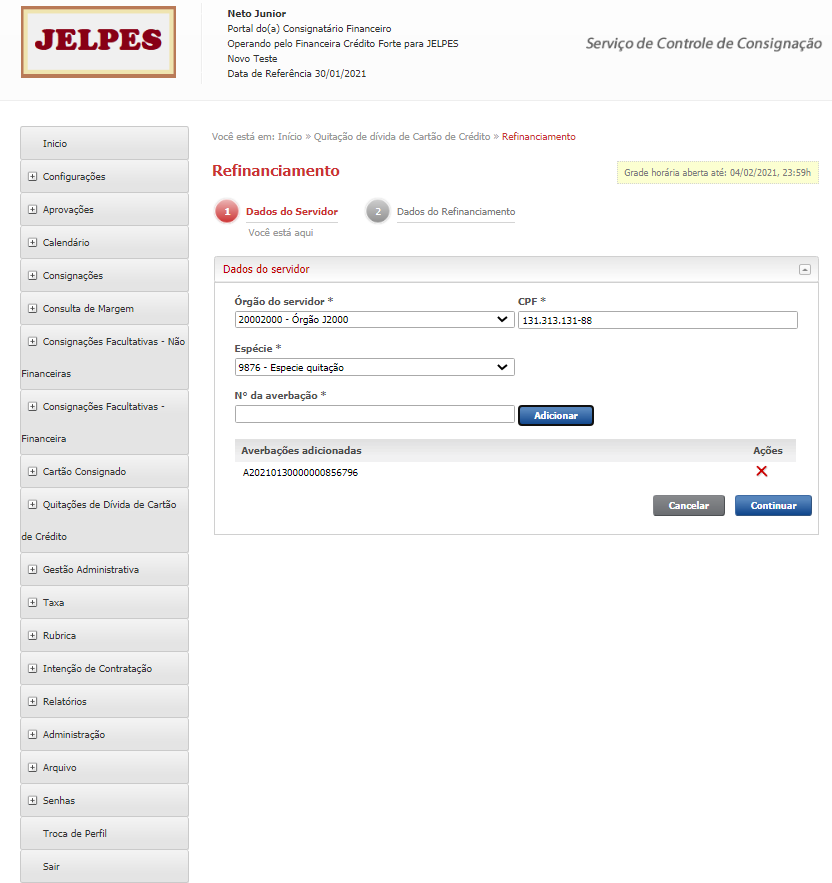 JELPES
Neto Junior
Portal do(a) Consignatário Financeiro
Operando pelo Financeira Crédito Forte para JELPES
Novo Teste
Data de Referência 30/01/2021
Serviço de Controle de Consignação
Inicio
Configurações
Aprovações
Calendário
Consignações
Consulta de Margem
Consignações Facultativas - Não
Financeiras
Consignações Facultativas -
Financeira
Cartão Consignado
Quitações de Dívida de Cartão
de Crédito
Gestão Administrativa
Taxa
Rubrica
Intenção de Contratação
Relatórios
Administração
Arquivo
Senhas
Troca de Perfil
Sair
Você está em: Início » Quitação de dívida de Cartão de Crédito » Refinanciamento
Refinanciamento
Grade horária aberta até: 04/02/2021, 23:59h
1 Dados do Servidor
Você está aqui
2 Dados do Refinanciamento
Dados do servidor
Órgão do servidor * CPF *
20002000 - Órgão J2000 131.313.131-88
Espécie *
9876 - Especie quitação
Nº da averbação *
Adicionar
Averbações adicionadas Ações
A20210130000000856796
Cancelar Continuar